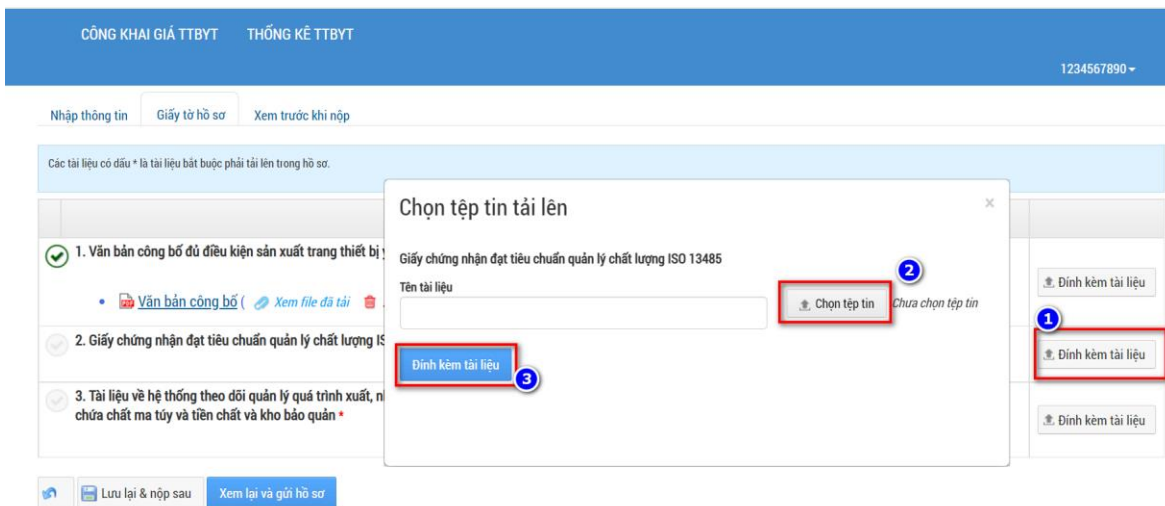 CÔNG KHAI GIÁ TTBYT THỐNG KÊ TTBYT
1234567890
Nhập thông tin Giấy tờ hồ sơ Xem trước khi nộp
Các tài liệu có dấu * là tài liệu bắt buộc phải tải lên trong hồ sơ.
Chọn tệp tin tải lên
×
1. Văn bản công bố đủ điều kiện sản xuất trang thiết bị
Giấy chứng nhận đạt tiêu chuẩn quản lý chất lượng ISO 13485
2
Tên tài liệu
Đính kèm tài liệu
Văn bản công bố ( Xem file đã tải
Chọn tệp tin Chưa chọn tệp tin
1
2. Giấy chứng nhận đạt tiêu chuẩn quản lý chất lượng
Đính kèm tài liệu
Đính kèm tài liệu
3
3. Tài liệu về hệ thống theo dõi quản lý quá trình xuất,
chứa chất ma túy và tiền chất và kho bảo quản *
Đính kèm tài liệu
Lưu lại & nộp sau Xem lại và gửi hồ sơ